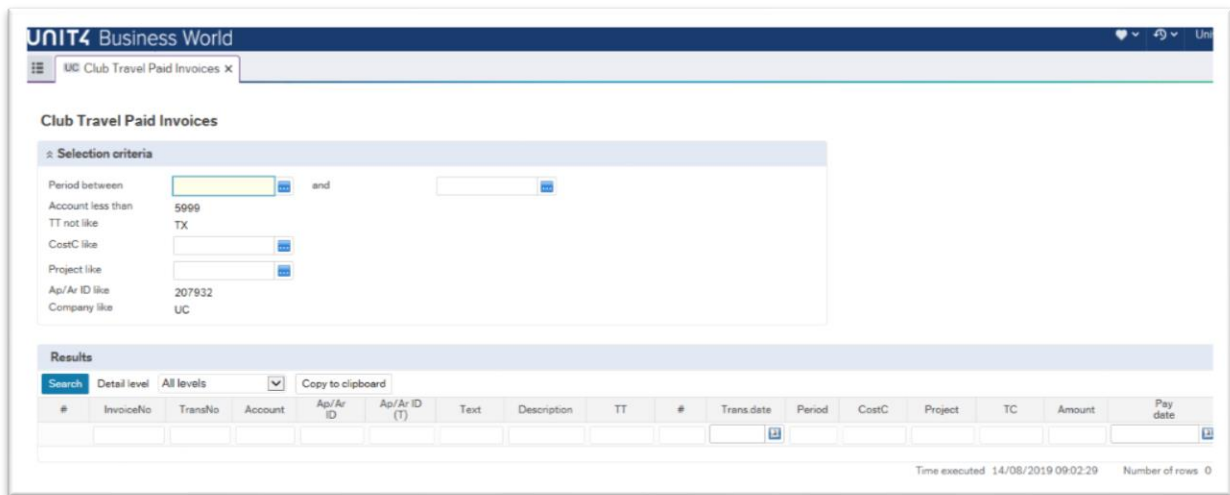 UNIT4 Business World
UC Club Travel Paid Invoices x
Club Travel Paid Invoices
Selection criteria
Period between and
Account less than 5999
TT not like TX
CostC like
Project like
Ap/Ar ID like 207932
Company like UC
Results
Search Detail level All levels Copy to clipboard
# InvoiceNo TransNo Account Ap/Ar ID Ap/Ar ID (T) Text Description TT # Trans.date Period CostC Project TC Amount Pay date
Time executed 14/08/2019 09:02:29 Number of rows 0